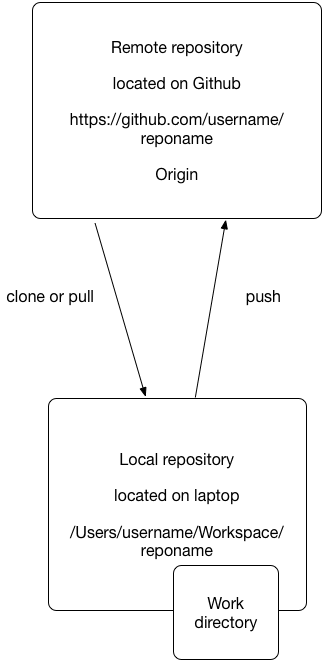 Remote repository
located on Github
https://github.com/username/
reponame
Origin
clone or pull
push
Local repository
located on laptop
/Users/username/Workspace/
reponame
Work
directory